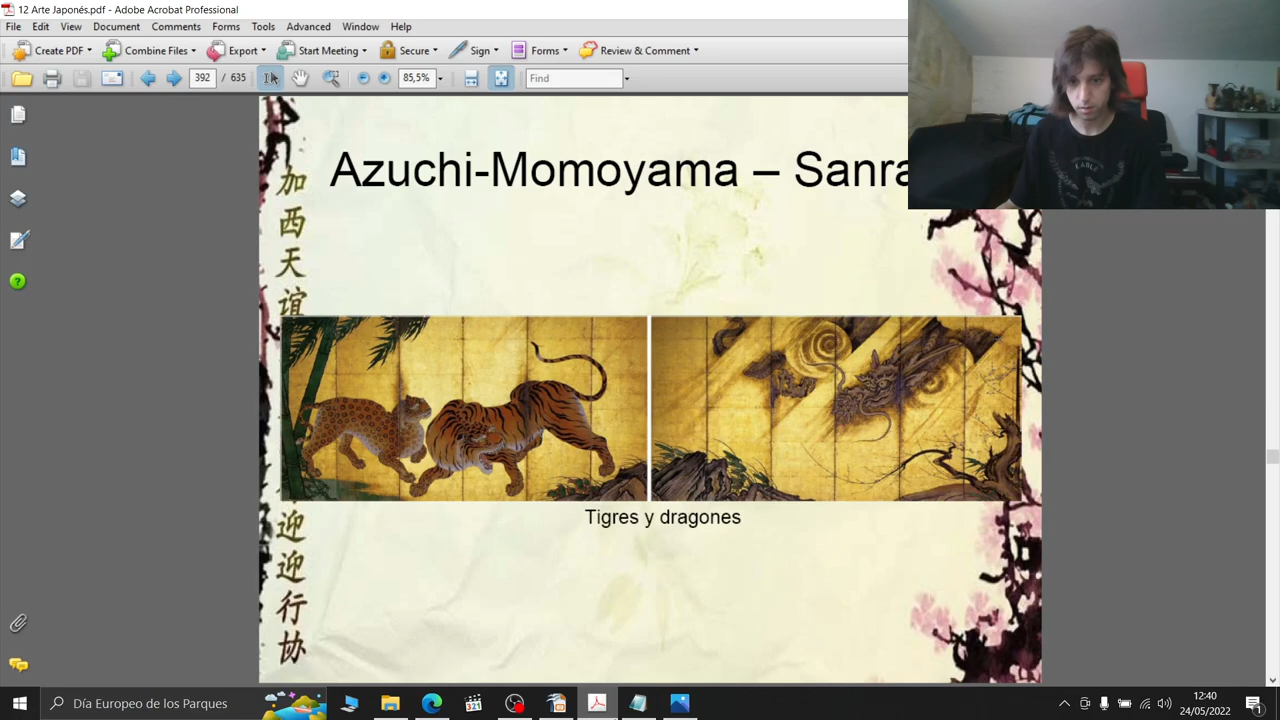 12 Arte Japonés.pdf - Adobe Acrobat Professional
File Edit View Document Comments Forms Tools Advanced Window Help
Create PDF Combine Files Export Start Meeting Secure Sign Forms Review & Comment
392 / 635 85,5% Find
Azuchi-Momoyama – Sanra
加
西
天
谊
迎
迎
行
协
Tigres y dragones
Día Europeo de los Parques
321
12:40
24/05/2022
1